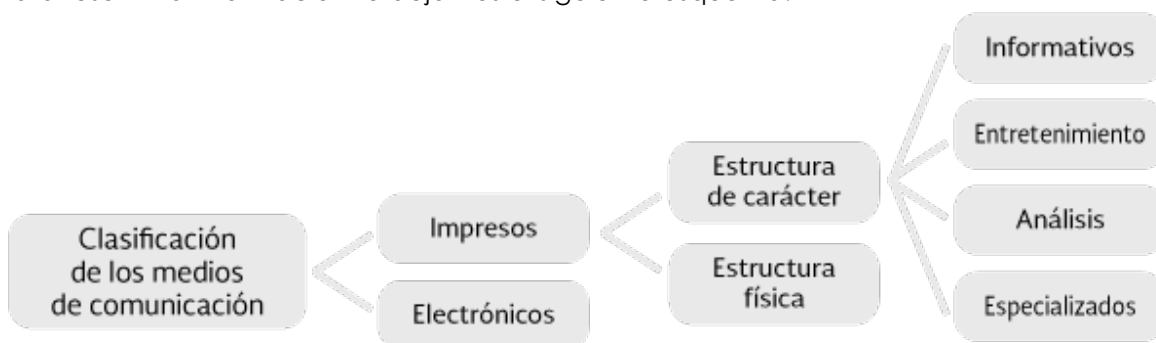 Informativos
Entretenimiento
Estructura
de carácter
Análisis
Impresos
Clasificación
de los medios
de comunicación
Estructura
física
Especializados
Electrónicos